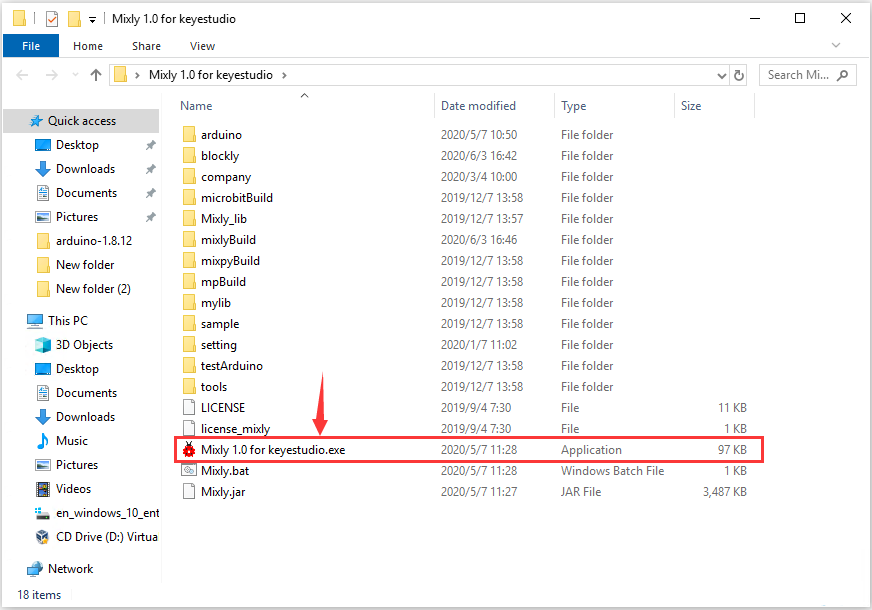 Mixly 1.0 for keyestudio
File Home Share View
Mixly 1.0 for keyestudio
Search Mi...
Name Date modified Type Size
Quick access
Desktop
Downloads
Documents
Pictures
arduino-1.8.12
New folder
New folder (2)
This PC
3D Objects
Desktop
Documents
Downloads
Music
Pictures
Videos
en_windows_10_ent
CD Drive (D:) Virtua
Network
arduino 2020/5/7 10:50 File folder
blockly 2020/6/3 16:42 File folder
company 2020/3/4 10:00 File folder
microbitBuild 2019/12/7 13:58 File folder
Mixly_lib 2019/12/7 13:57 File folder
mixlyBuild 2020/6/3 16:46 File folder
mixpyBuild 2019/12/7 13:58 File folder
mpBuild 2019/12/7 13:58 File folder
mylib 2019/12/7 13:58 File folder
sample 2019/12/7 13:58 File folder
setting 2020/1/7 11:02 File folder
testArduino 2019/12/7 13:58 File folder
tools 2019/12/7 13:58 File folder
LICENSE 2019/9/4 7:30 File 11 KB
license_mixly 2019/9/4 7:30 File 1 KB
Mixly 1.0 for keyestudio.exe 2020/5/7 11:28 Application 97 KB
Mixly.bat 2020/5/7 11:28 Windows Batch File 1 KB
Mixly.jar 2020/5/7 11:27 JAR File 3,487 KB
18 items